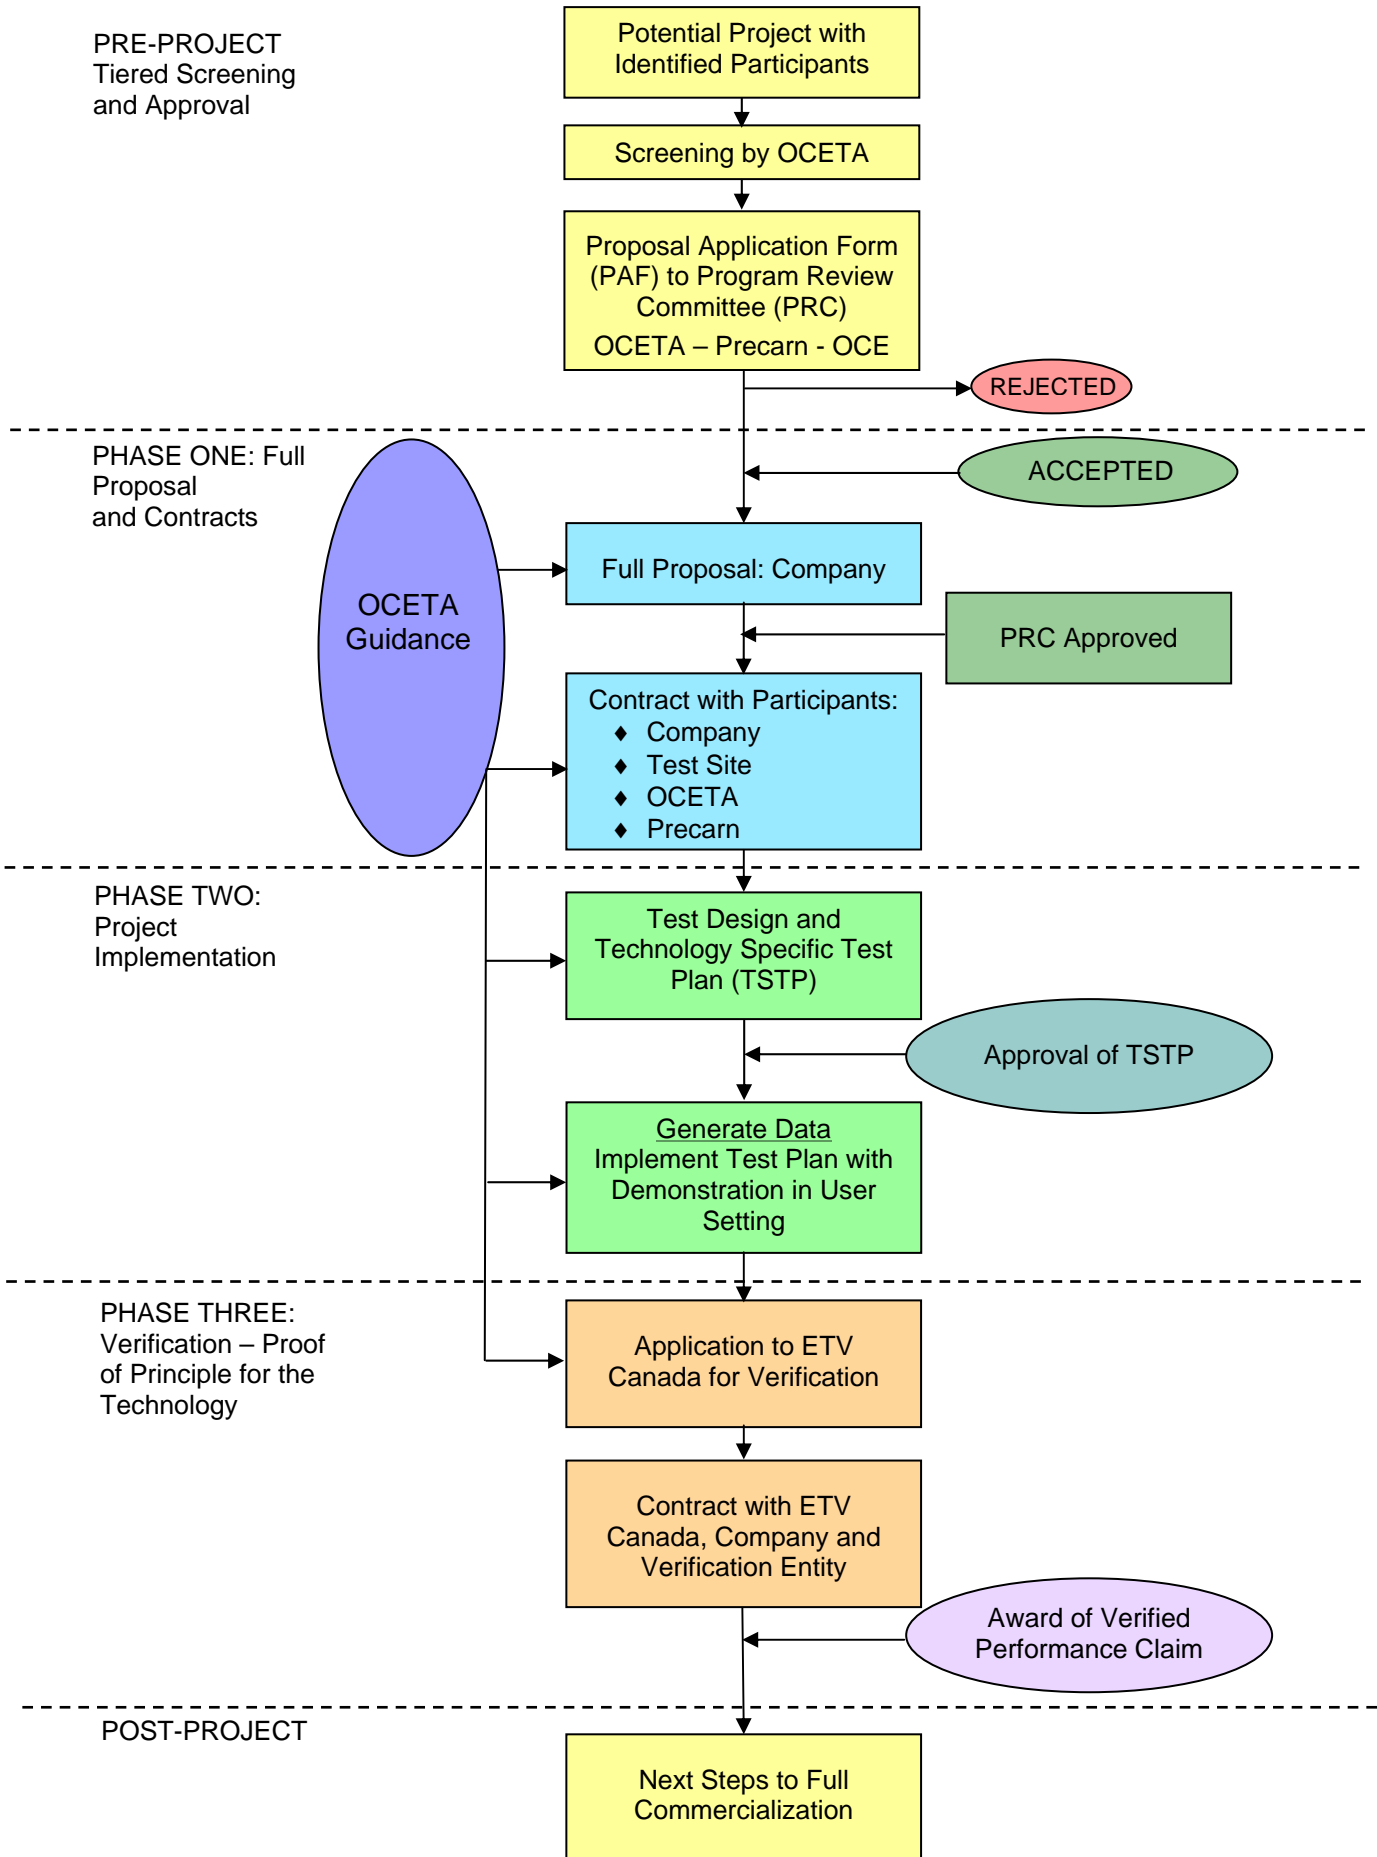 PRE-PROJECT
Tiered Screening
and Approval
Potential Project with
Identified Participants
Screening by OCETA
Proposal Application Form
(PAF) to Program Review
Committee (PRC)
OCETA – Precarn - OCE
REJECTED
PHASE ONE: Full
Proposal
and Contracts
ACCEPTED
OCETA
Guidance
Full Proposal: Company
PRC Approved
Contract with Participants:
♦ Company
♦ Test Site
♦ OCETA
♦ Precarn
PHASE TWO:
Project
Implementation
Test Design and
Technology Specific Test
Plan (TSTP)
Approval of TSTP
Generate Data
Implement Test Plan with
Demonstration in User
Setting
PHASE THREE:
Verification – Proof
of Principle for the
Technology
Application to ETV
Canada for Verification
Contract with ETV
Canada, Company and
Verification Entity
Award of Verified
Performance Claim
POST-PROJECT
Next Steps to Full
Commercialization